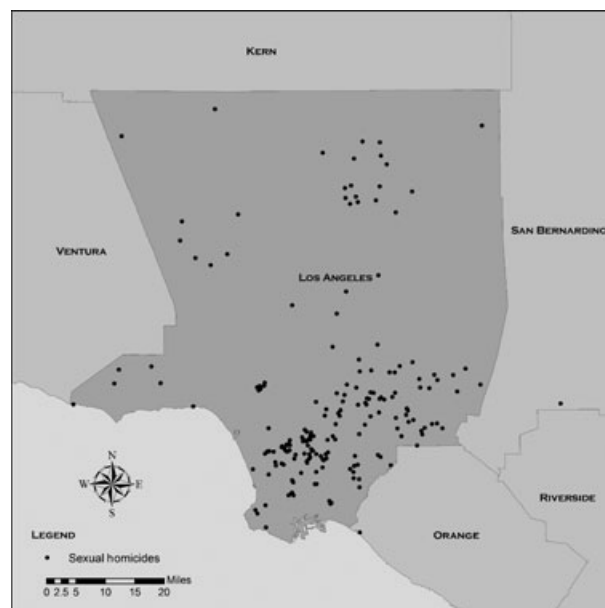 KERN
SAN BERNARDINO
VENTURA
LOS ANGELES
N
W E
S
RIVERSIDE
LEGEND
ORANGE
Sexual homicides
Miles
0 2.5 5 10 15 20